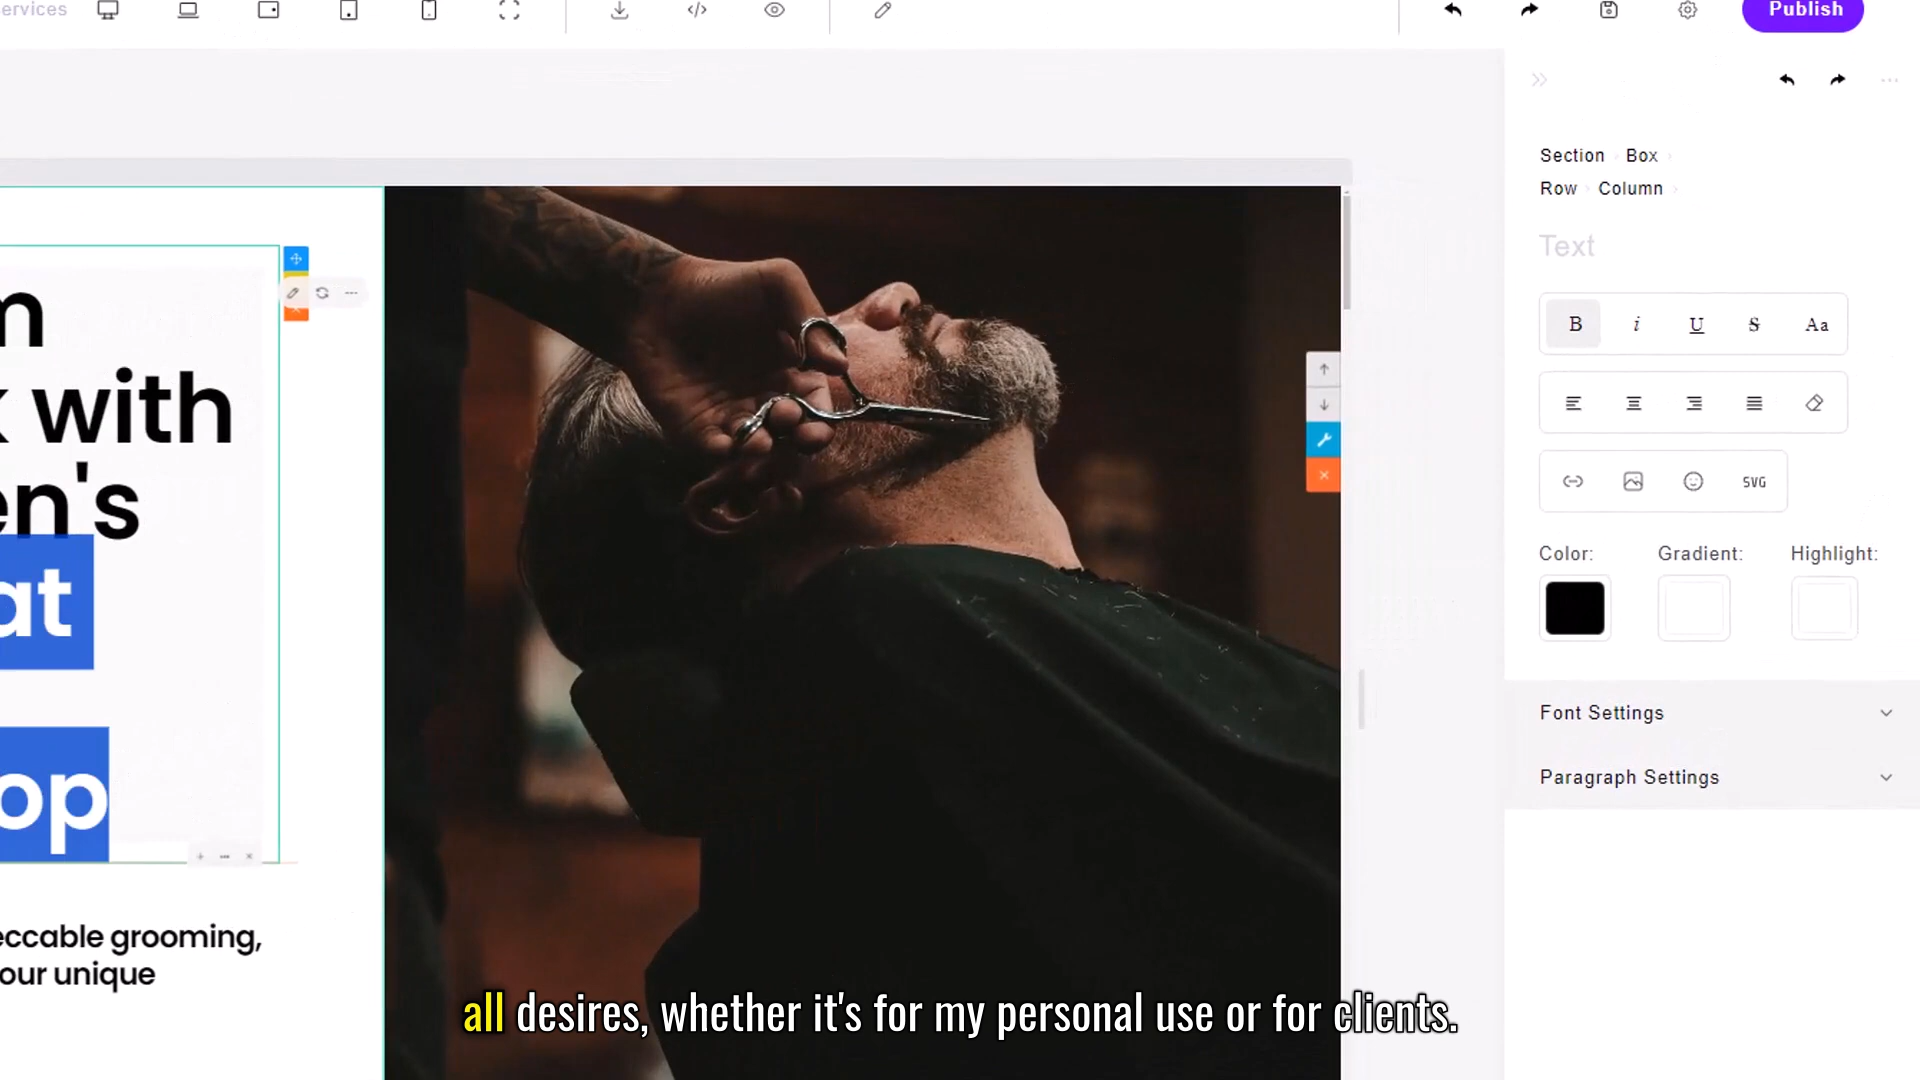 ervices
Publish
Section Box
Row Column
Text
B i U S Aa
SVG
Color: Gradient: Highlight:
Font Settings
Paragraph Settings
m
k with
en's
at
op
eccable grooming,
our unique
all desires, whether it's for my personal use or for clients.